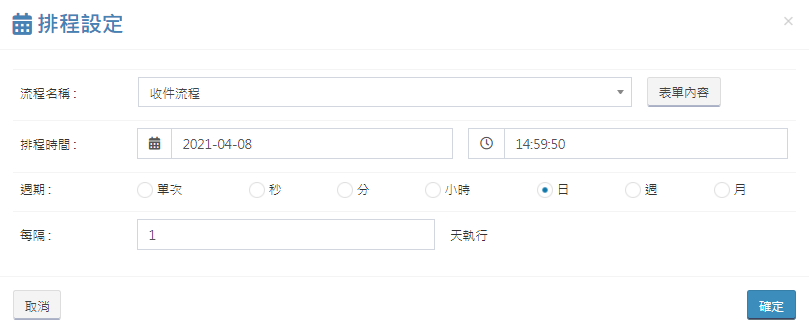 排程設定 ×
流程名稱 : 收件流程 表單內容
排程時間 : 2021-04-08 14:59:50
週期 : 單次 秒 分 小時 日 週 月
每隔 : 1 天執行
取消 確定